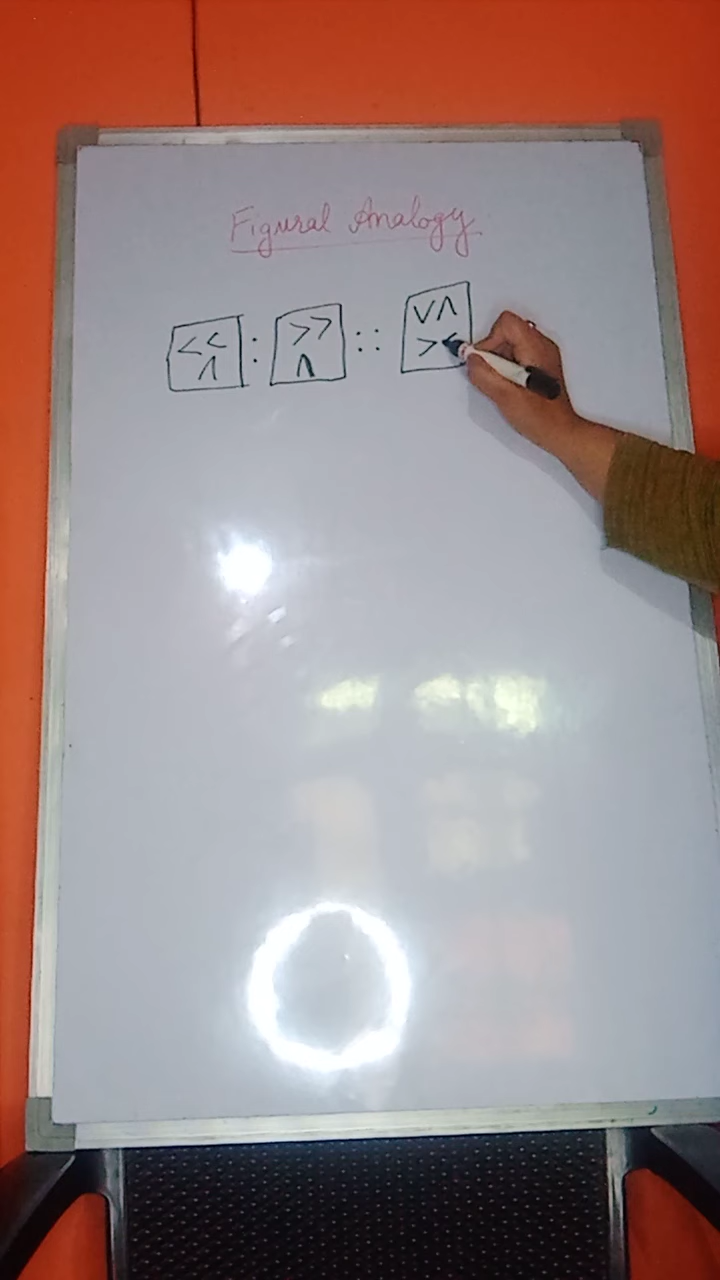 Figural Analogy
<< : >> :: V Λ
Λ Λ >